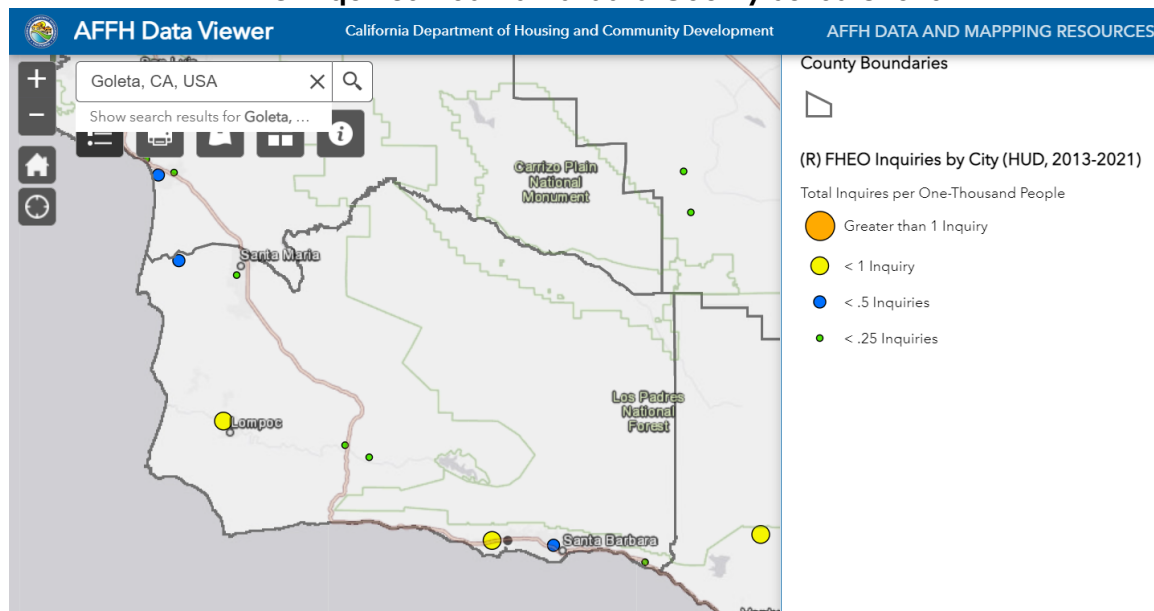 AFFH Data Viewer
California Department of Housing and Community Development
AFFH DATA AND MAPPPING RESOURCES
Goleta, CA, USA
Show search results for Goleta, …
Carrizo Plain
National
Monument
Santa Maria
Lompoc
Los Padres
National
Forest
Santa Barbara
County Boundaries
(R) FHEO Inquiries by City (HUD, 2013-2021)
Total Inquires per One-Thousand People
Greater than 1 Inquiry
< 1 Inquiry
< .5 Inquiries
< .25 Inquiries